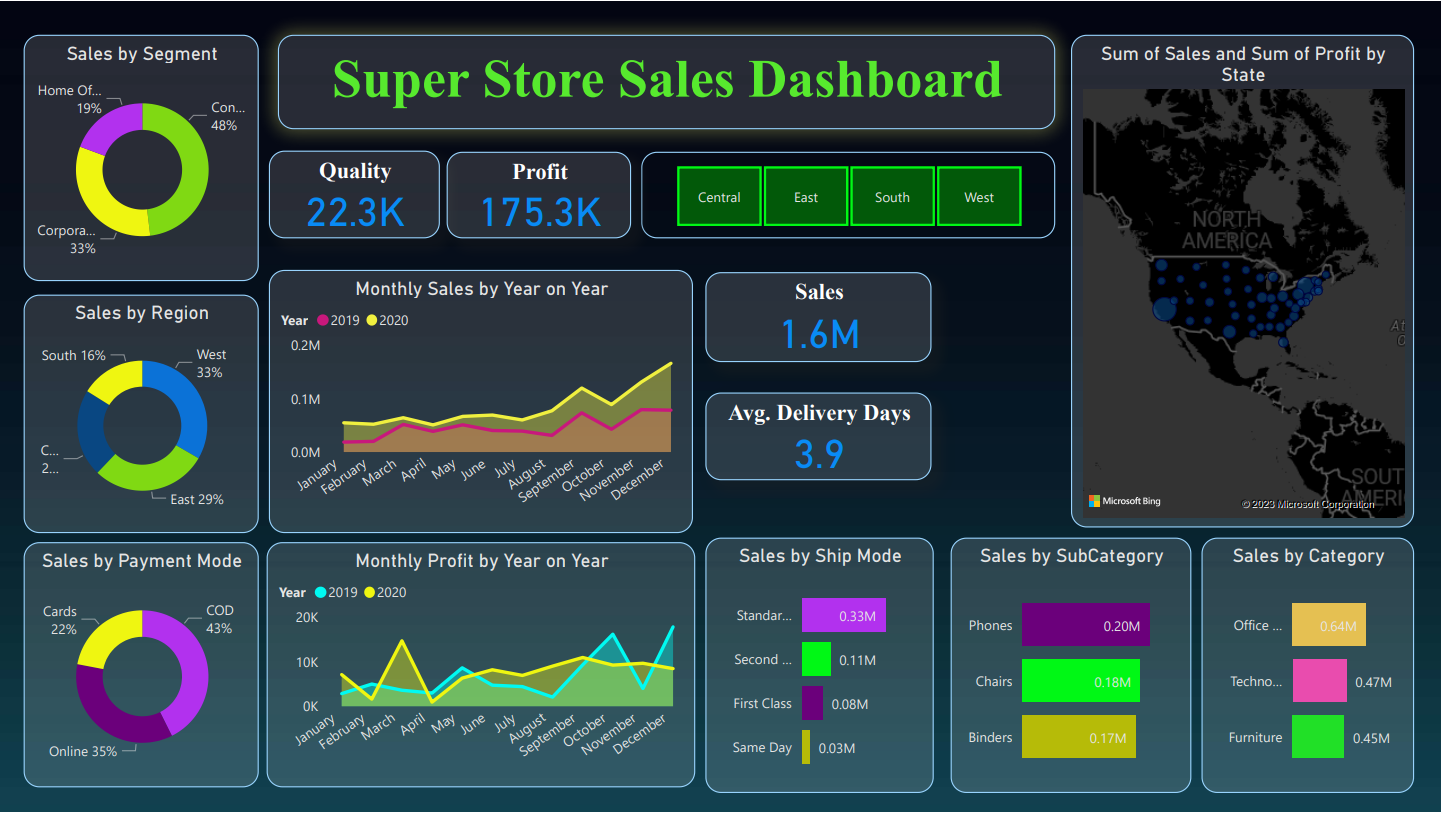 Super Store Sales Dashboard
Sales by Segment
Home Of...
19%
Con...
48%
Corpora...
33%
Quality
22.3K
Profit
175.3K
Central
East
South
West
Sum of Sales and Sum of Profit by
State
NORTH
AMERICA
At
O
SOUT
AMERI
Microsoft Bing
© 2023 Microsoft Corporation
Sales by Region
South 16%
West
33%
C...
2...
East 29%
Monthly Sales by Year on Year
Year 2019 2020
0.2M
0.1M
0.0M
January
February
March
April
May
June
July
August
September
October
November
December
Sales
1.6M
Avg. Delivery Days
3.9
Sales by Payment Mode
Cards
22%
COD
43%
Online 35%
Monthly Profit by Year on Year
Year 2019 2020
20K
10K
0K
January
February
March
April
May
June
July
August
September
October
November
December
Sales by Ship Mode
Standar... 0.33M
Second ... 0.11M
First Class 0.08M
Same Day 0.03M
Sales by SubCategory
Phones 0.20M
Chairs 0.18M
Binders 0.17M
Sales by Category
Office ... 0.64M
Techno... 0.47M
Furniture 0.45M